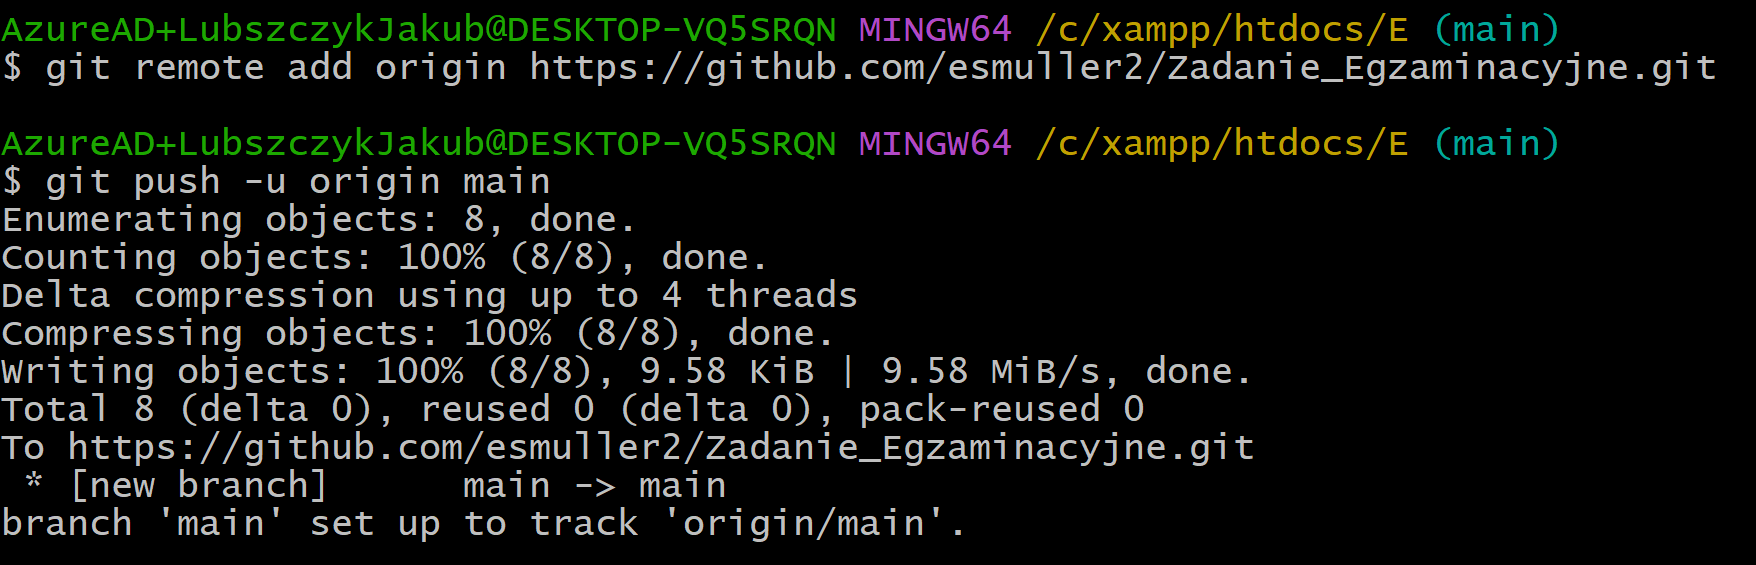 AzureAD+LubszczykJakub@DESKTOP-VQ5SRQN MINGW64 /c/xampp/htdocs/E (main)
$ git remote add origin https://github.com/esmuller2/Zadanie_Egzaminacyjne.git
AzureAD+LubszczykJakub@DESKTOP-VQ5SRQN MINGW64 /c/xampp/htdocs/E (main)
$ git push -u origin main
Enumerating objects: 8, done.
Counting objects: 100% (8/8), done.
Delta compression using up to 4 threads
Compressing objects: 100% (8/8), done.
Writing objects: 100% (8/8), 9.58 KiB | 9.58 MiB/s, done.
Total 8 (delta 0), reused 0 (delta 0), pack-reused 0
To https://github.com/esmuller2/Zadanie_Egzaminacyjne.git
 * [new branch]      main -> main
branch 'main' set up to track 'origin/main'.